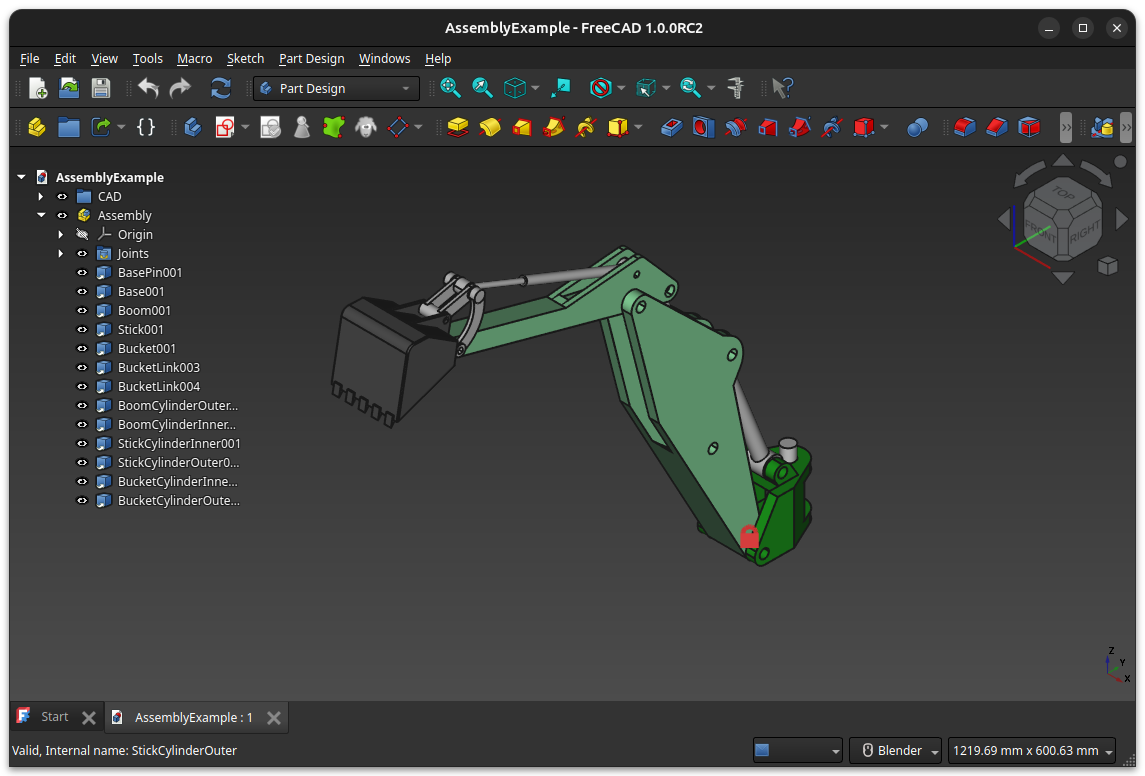 AssemblyExample - FreeCAD 1.0.0RC2
File Edit View Tools Macro Sketch Part Design Windows Help
Part Design
{}
AssemblyExample
CAD
Assembly
Origin
Joints
BasePin001
Base001
Boom001
Stick001
Bucket001
BucketLink003
BucketLink004
BoomCylinderOuter...
BoomCylinderInner...
StickCylinderInner001
StickCylinderOuter0...
BucketCylinderInne...
BucketCylinderOute...
TOP
FRONT
RIGHT
Z
Y
X
Start
AssemblyExample : 1
Valid, Internal name: StickCylinderOuter
Blender
1219.69 mm x 600.63 mm